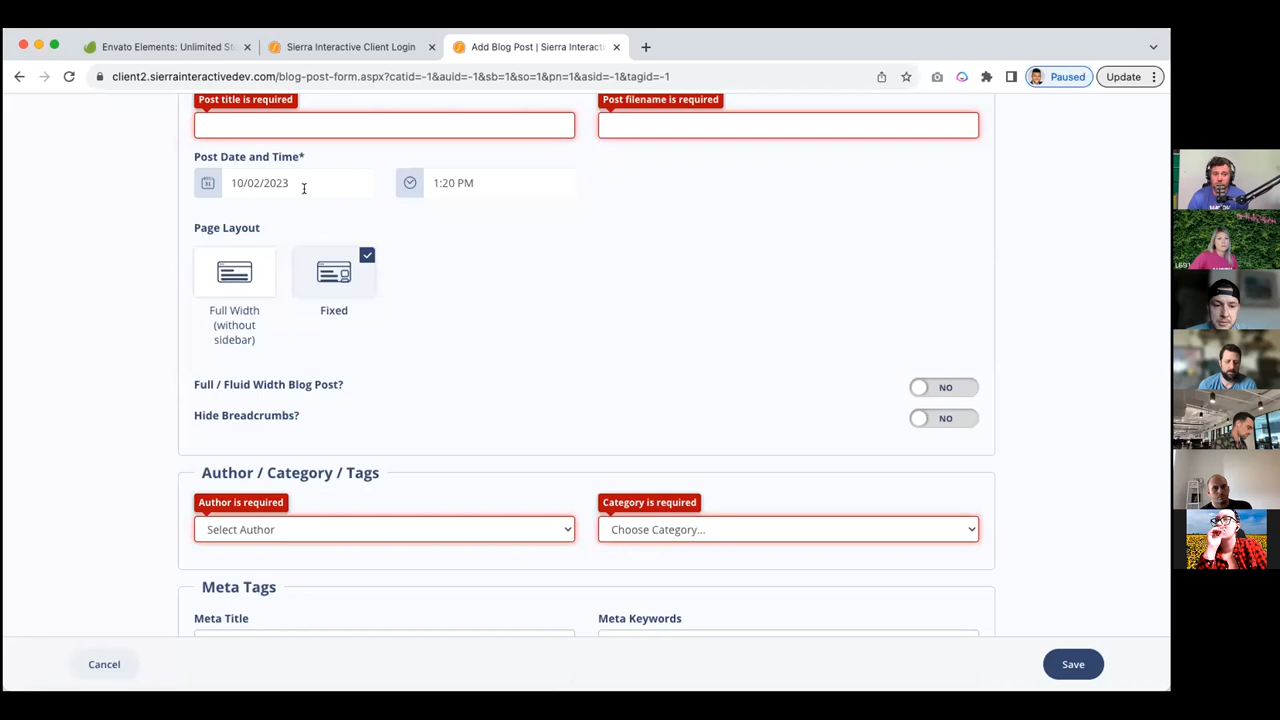 Envato Elements: Unlimited St
Sierra Interactive Client Login
Add Blog Post | Sierra Interact
client2.sierrainteractivedev.com/blog-post-form.aspx?catid=-1&auid=-1&sb=1&so=1&pn=1&asid=-1&tagid=-1
Paused
Update
Post title is required
Post filename is required
Post Date and Time*
31
10/02/2023
1:20 PM
Page Layout
Full Width
(without
sidebar)
Fixed
Full / Fluid Width Blog Post?
NO
Hide Breadcrumbs?
NO
Author / Category / Tags
Author is required
Category is required
Select Author
Choose Category...
Meta Tags
Meta Title
Meta Keywords
Cancel
Save